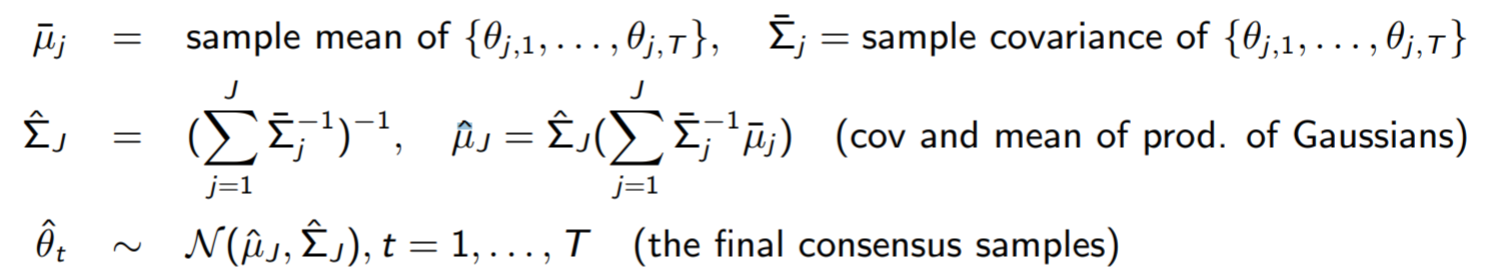 μ̄_j = sample mean of {θ_{j,1}, . . . , θ_{j,T}}, Σ̄_j = sample covariance of {θ_{j,1}, . . . , θ_{j,T}}
Σ̂_J = (∑_{j=1}^{J} Σ̄_j^{-1})^{-1}, μ̂_J = Σ̂_J(∑_{j=1}^{J} Σ̄_j^{-1} μ̄_j) (cov and mean of prod. of Gaussians)
θ̂_t ∼ 𝒩(μ̂_J, Σ̂_J), t = 1, . . . , T (the final consensus samples)